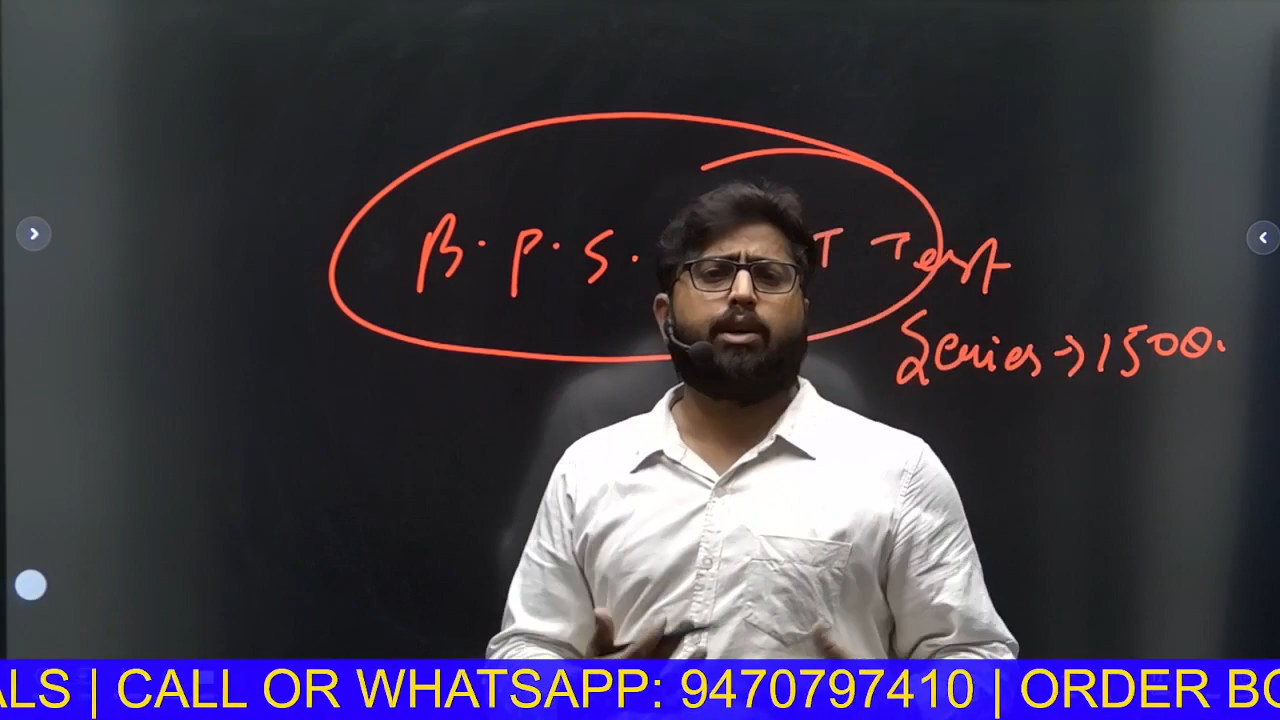 B.P.S. T Test
Series → 1500.
ALS | CALL OR WHATSAPP: 9470797410 | ORDER BO